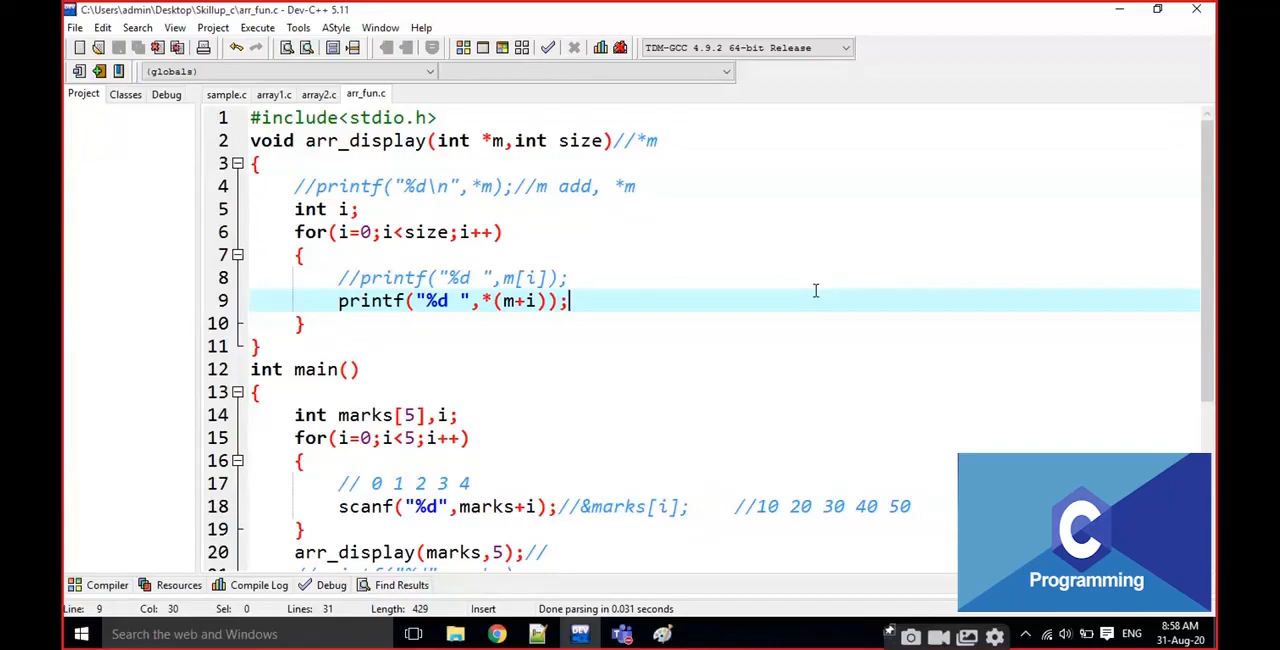 C:\Users\admin\Desktop\Skillup_c\arr_fun.c - Dev-C++ 5.11
File Edit Search View Project Execute Tools AStyle Window Help
TDM-GCC 4.9.2 64-bit Release
(globals)
Project Classes Debug sample.c array1.c array2.c arr_fun.c
1 #include<stdio.h>
2 void arr_display(int *m,int size)//*m
3 {
4 //printf("%d\n",*m);//m add, *m
5 int i;
6 for(i=0;i<size;i++)
7 {
8 //printf("%d ",m[i]);
9 printf("%d ",*(m+i));
10 }
11 }
12 int main()
13 {
14 int marks[5],i;
15 for(i=0;i<5;i++)
16 {
17 // 0 1 2 3 4
18 scanf("%d",marks+i);//&marks[i]; //10 20 30 40 50
19 }
20 arr_display(marks,5);//
C
Programming
Compiler Resources Compile Log Debug Find Results
Line: 9 Col: 30 Sel: 0 Lines: 31 Length: 429 Insert Done parsing in 0.031 seconds
Search the web and Windows
DEV
ENG
8:58 AM
31-Aug-20